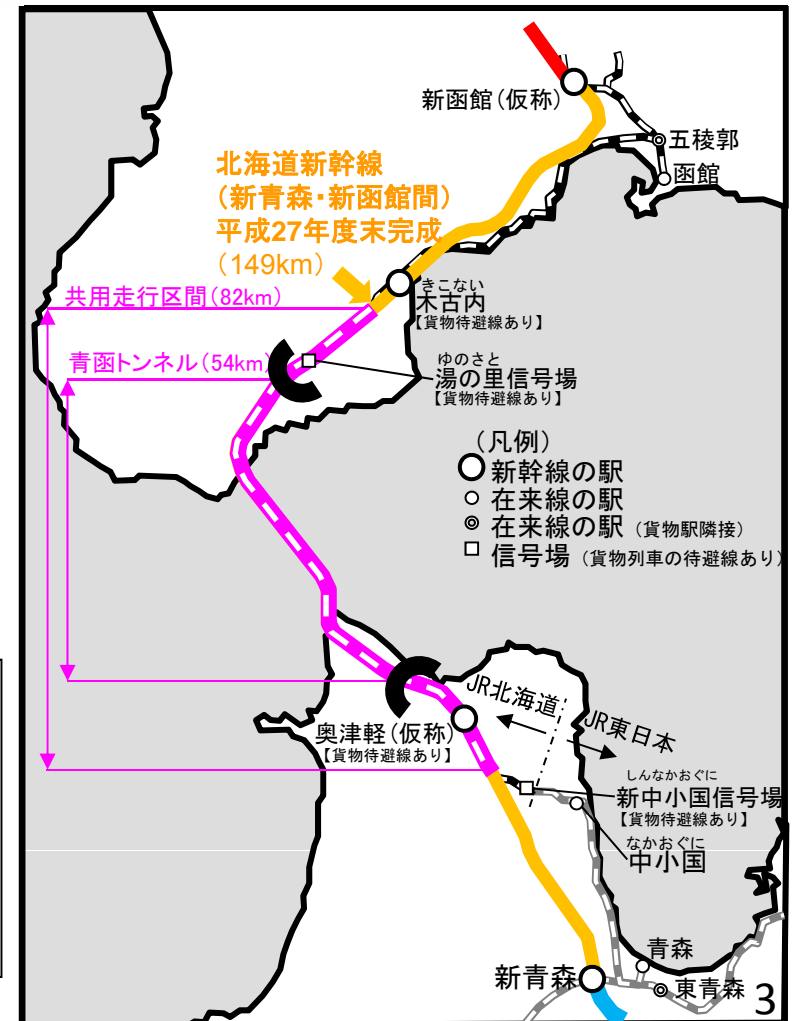 新函館(仮称)
五稜郭
函館
北海道新幹線
(新青森・新函館間)
平成27年度末完成
(149km)
共用走行区間(82km)
きこない
木古内
【貨物待避線あり】
青函トンネル(54km)
ゆのさと
湯の里信号場
【貨物待避線あり】
(凡例)
新幹線の駅
在来線の駅
在来線の駅 (貨物駅隣接)
信号場 (貨物列車の待避線あり)
JR北海道
JR東日本
奥津軽(仮称)
【貨物待避線あり】
しんなかおぐに
新中小国信号場
【貨物待避線あり】
なかおぐに
中小国
青森
新青森
東青森
3